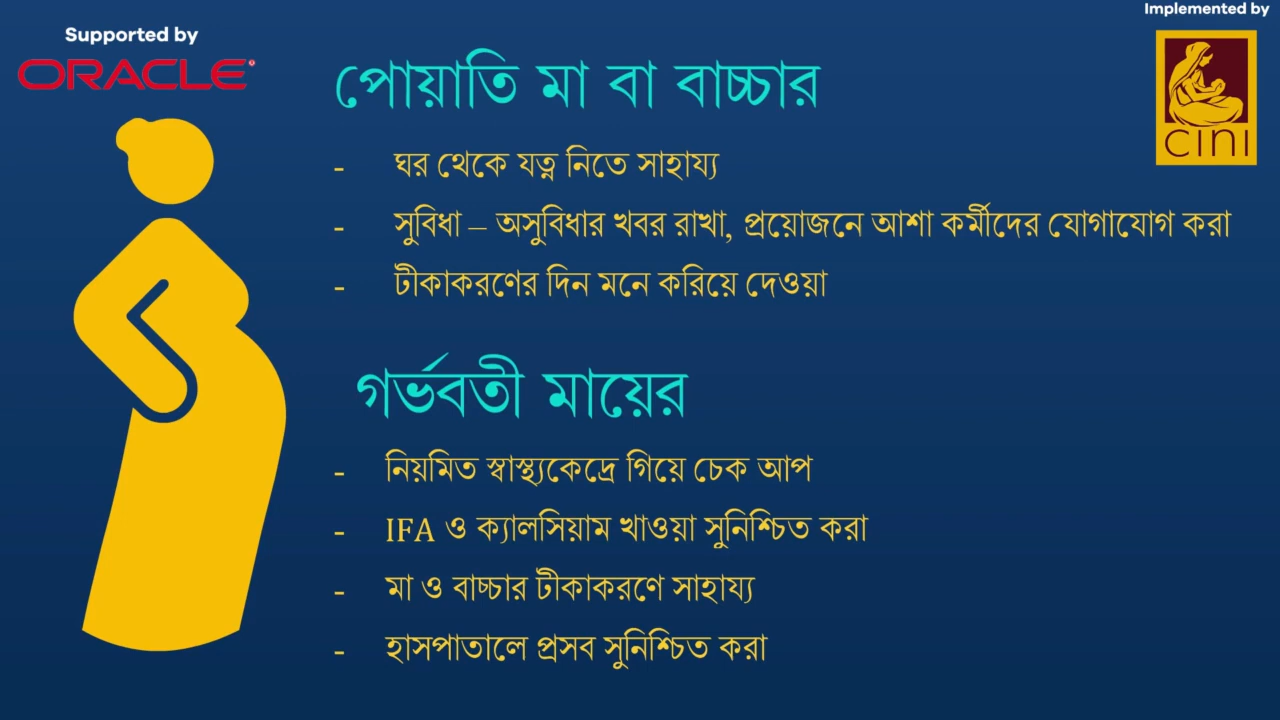 Supported by
ORACLE
Implemented by
CINI
পোয়াতি মা বা বাচ্চার
- ঘর থেকে যত্ন নিতে সাহায্য
- সুবিধা – অসুবিধার খবর রাখা, প্রয়োজনে আশা কর্মীদের যোগাযোগ করা
- টীকাকরণের দিন মনে করিয়ে দেওয়া
গর্ভবতী মায়ের
- নিয়মিত স্বাস্থ্যকেদ্রে গিয়ে চেক আপ
- IFA ও ক্যালসিয়াম খাওয়া সুনিশ্চিত করা
- মা ও বাচ্চার টীকাকরণে সাহায্য
- হাসপাতালে প্রসব সুনিশ্চিত করা